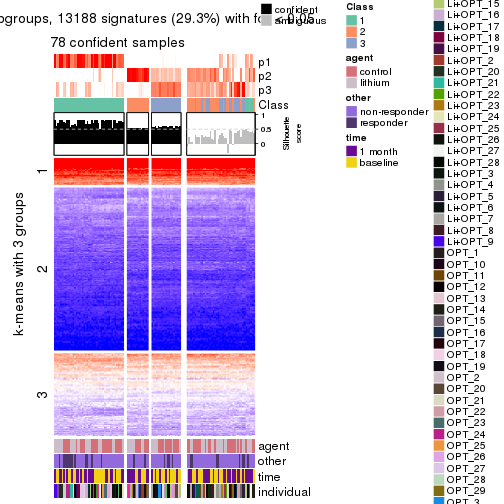 ogroups, 13188 signatures (29.3%) with fdr < 0.05
78 confident samples
confident
ambiguous
p1
p2
p3
Class
1
0.5
0
Silhouette
score
k-means with 3 groups
1
2
3
agent
other
time
individual
Class
1
2
3
agent
control
lithium
other
non-responder
responder
time
1 month
baseline
Li+OPT_15
Li+OPT_16
Li+OPT_17
Li+OPT_18
Li+OPT_19
Li+OPT_2
Li+OPT_20
Li+OPT_21
Li+OPT_22
Li+OPT_23
Li+OPT_24
Li+OPT_25
Li+OPT_26
Li+OPT_27
Li+OPT_28
Li+OPT_3
Li+OPT_4
Li+OPT_5
Li+OPT_6
Li+OPT_7
Li+OPT_8
Li+OPT_9
OPT_1
OPT_10
OPT_11
OPT_12
OPT_13
OPT_14
OPT_15
OPT_16
OPT_17
OPT_18
OPT_19
OPT_2
OPT_20
OPT_21
OPT_22
OPT_23
OPT_24
OPT_25
OPT_26
OPT_27
OPT_28
OPT_29